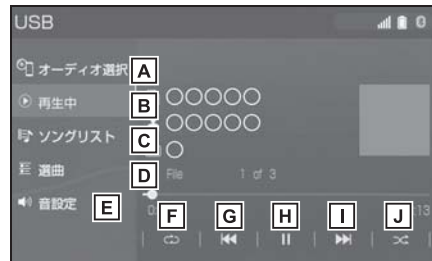 USB
オーディオ選択 A
再生中 B
ソングリスト C
選曲 D
File 1 of 3
音設定 E
F G H I J